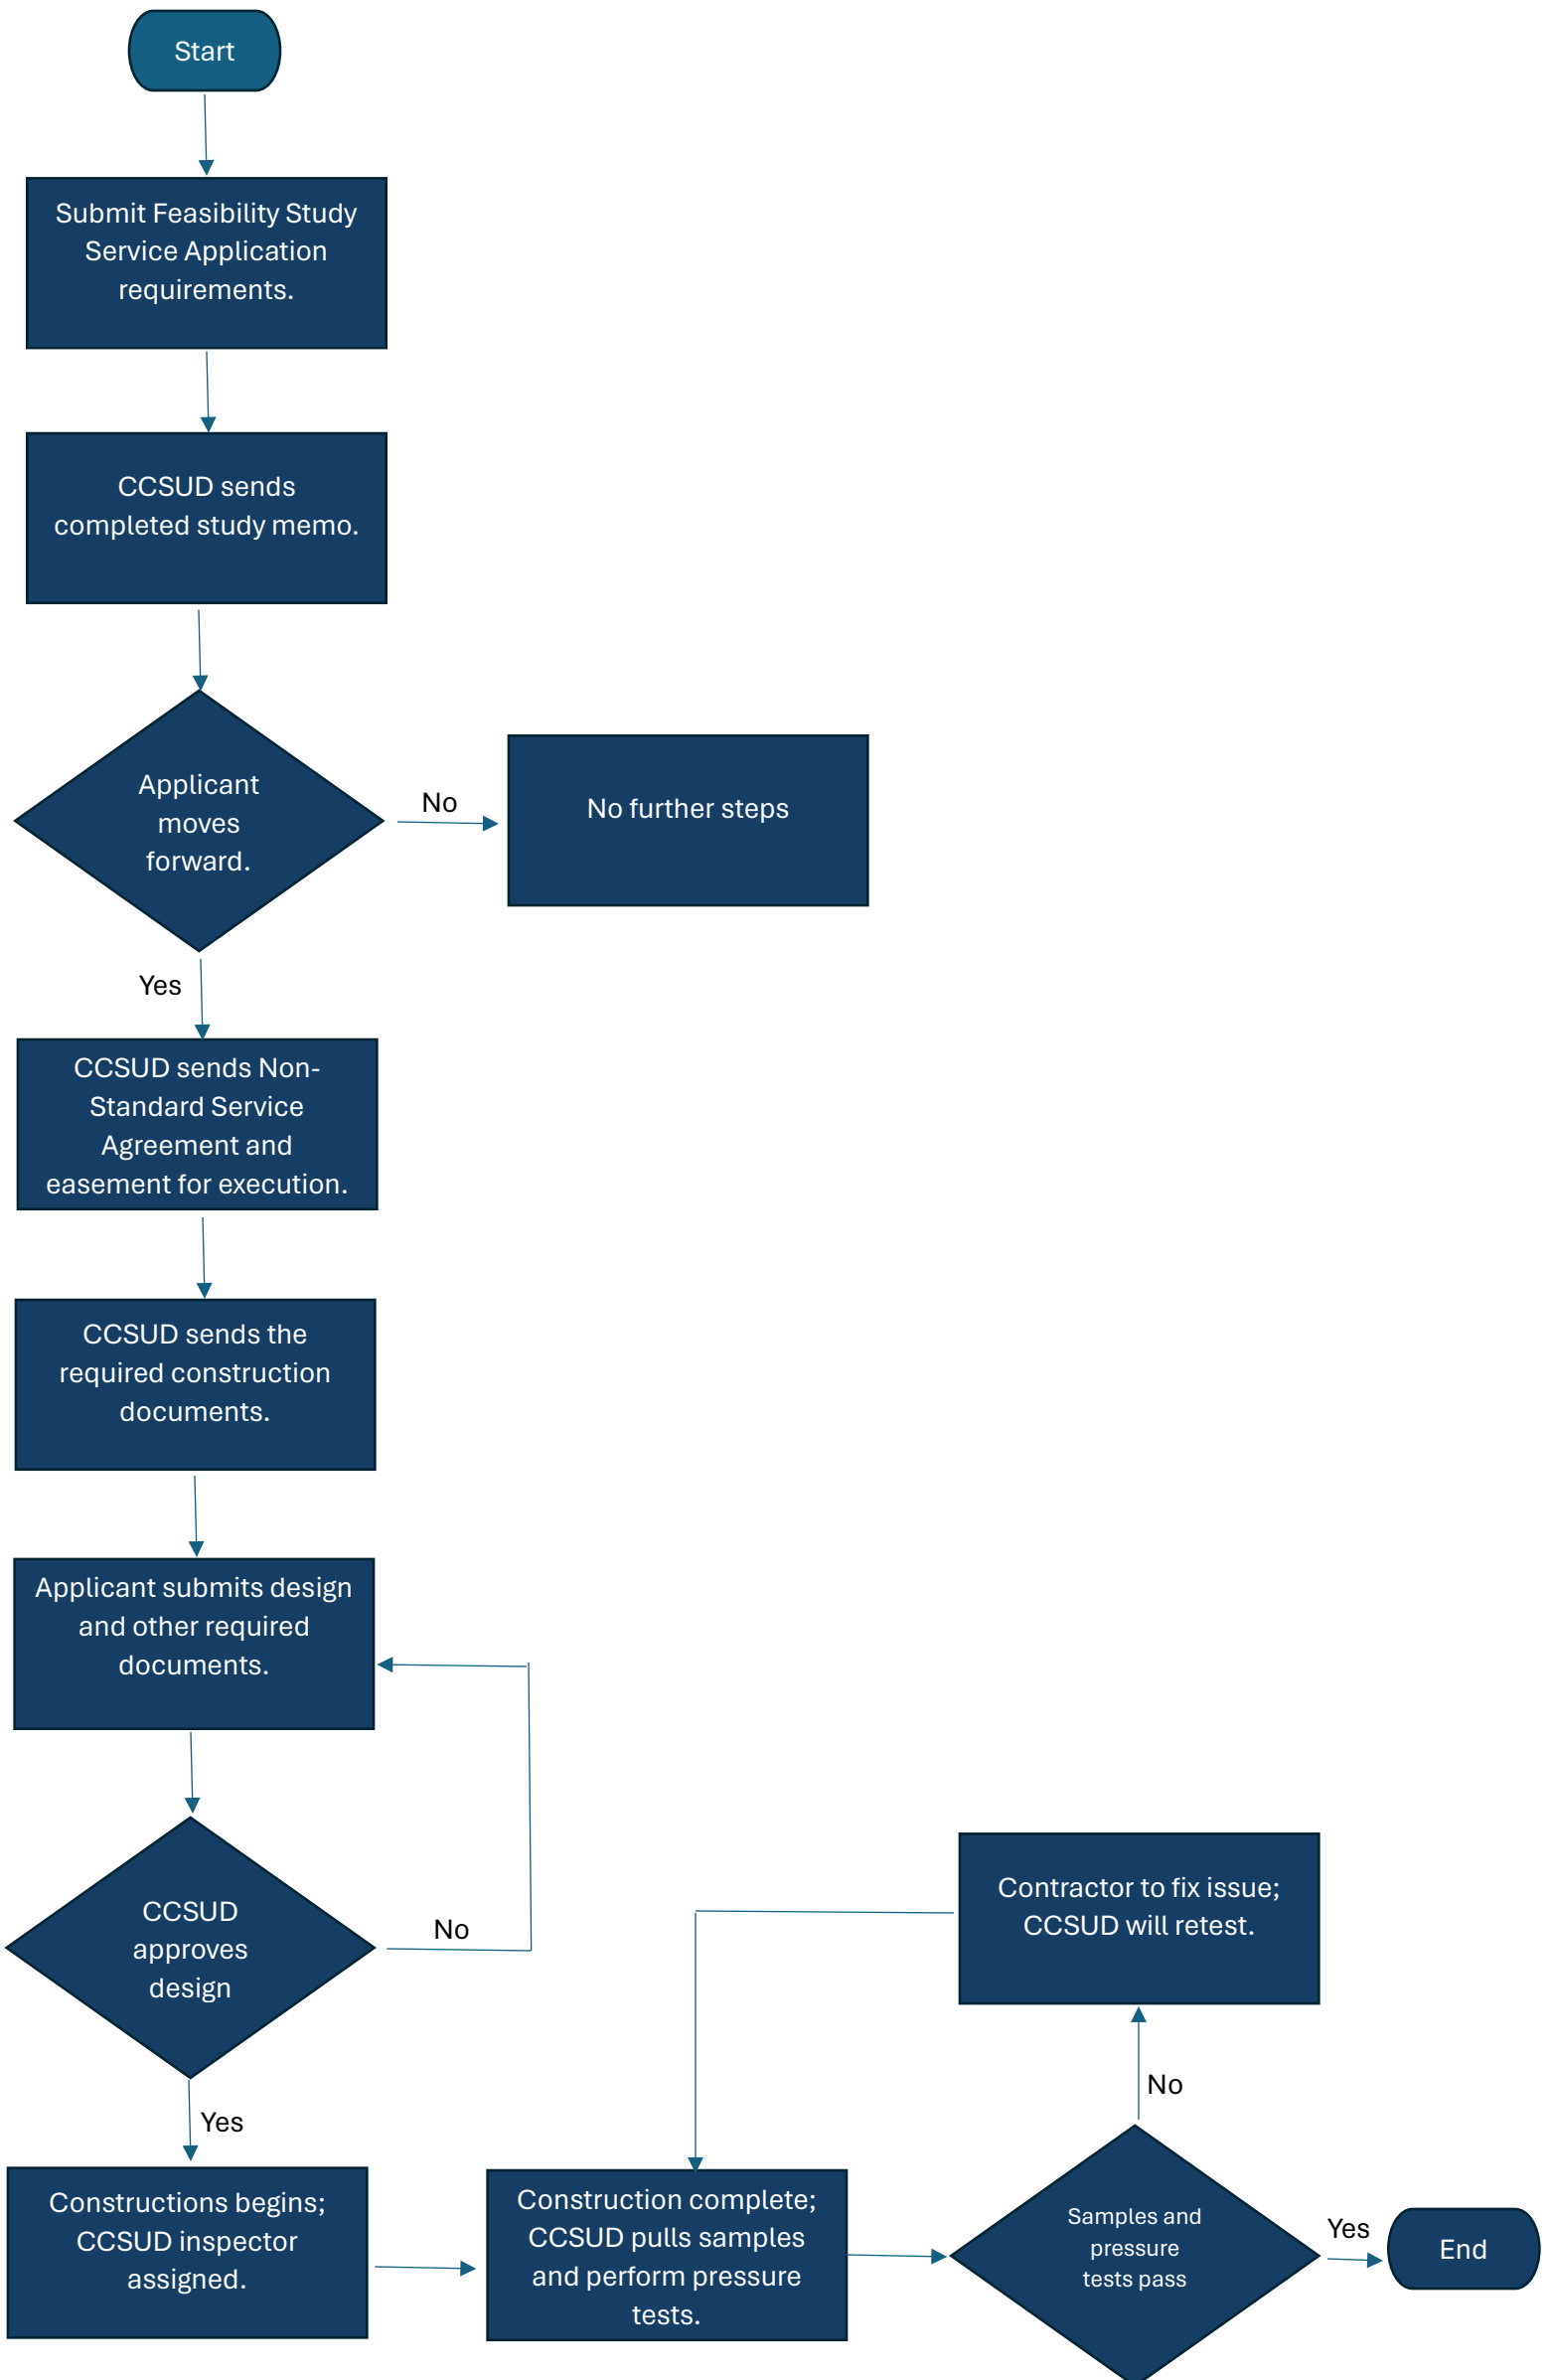 Start
Submit Feasibility Study
Service Application
requirements.
CCSUD sends
completed study memo.
Applicant
moves
forward.
No
No further steps
Yes
CCSUD sends Non-
Standard Service
Agreement and
easement for execution.
CCSUD sends the
required construction
documents.
Applicant submits design
and other required
documents.
CCSUD
approves
design
No
Yes
Constructions begins;
CCSUD inspector
assigned.
Construction complete;
CCSUD pulls samples
and perform pressure
tests.
Contractor to fix issue;
CCSUD will retest.
No
Samples and
pressure
tests pass
Yes
End